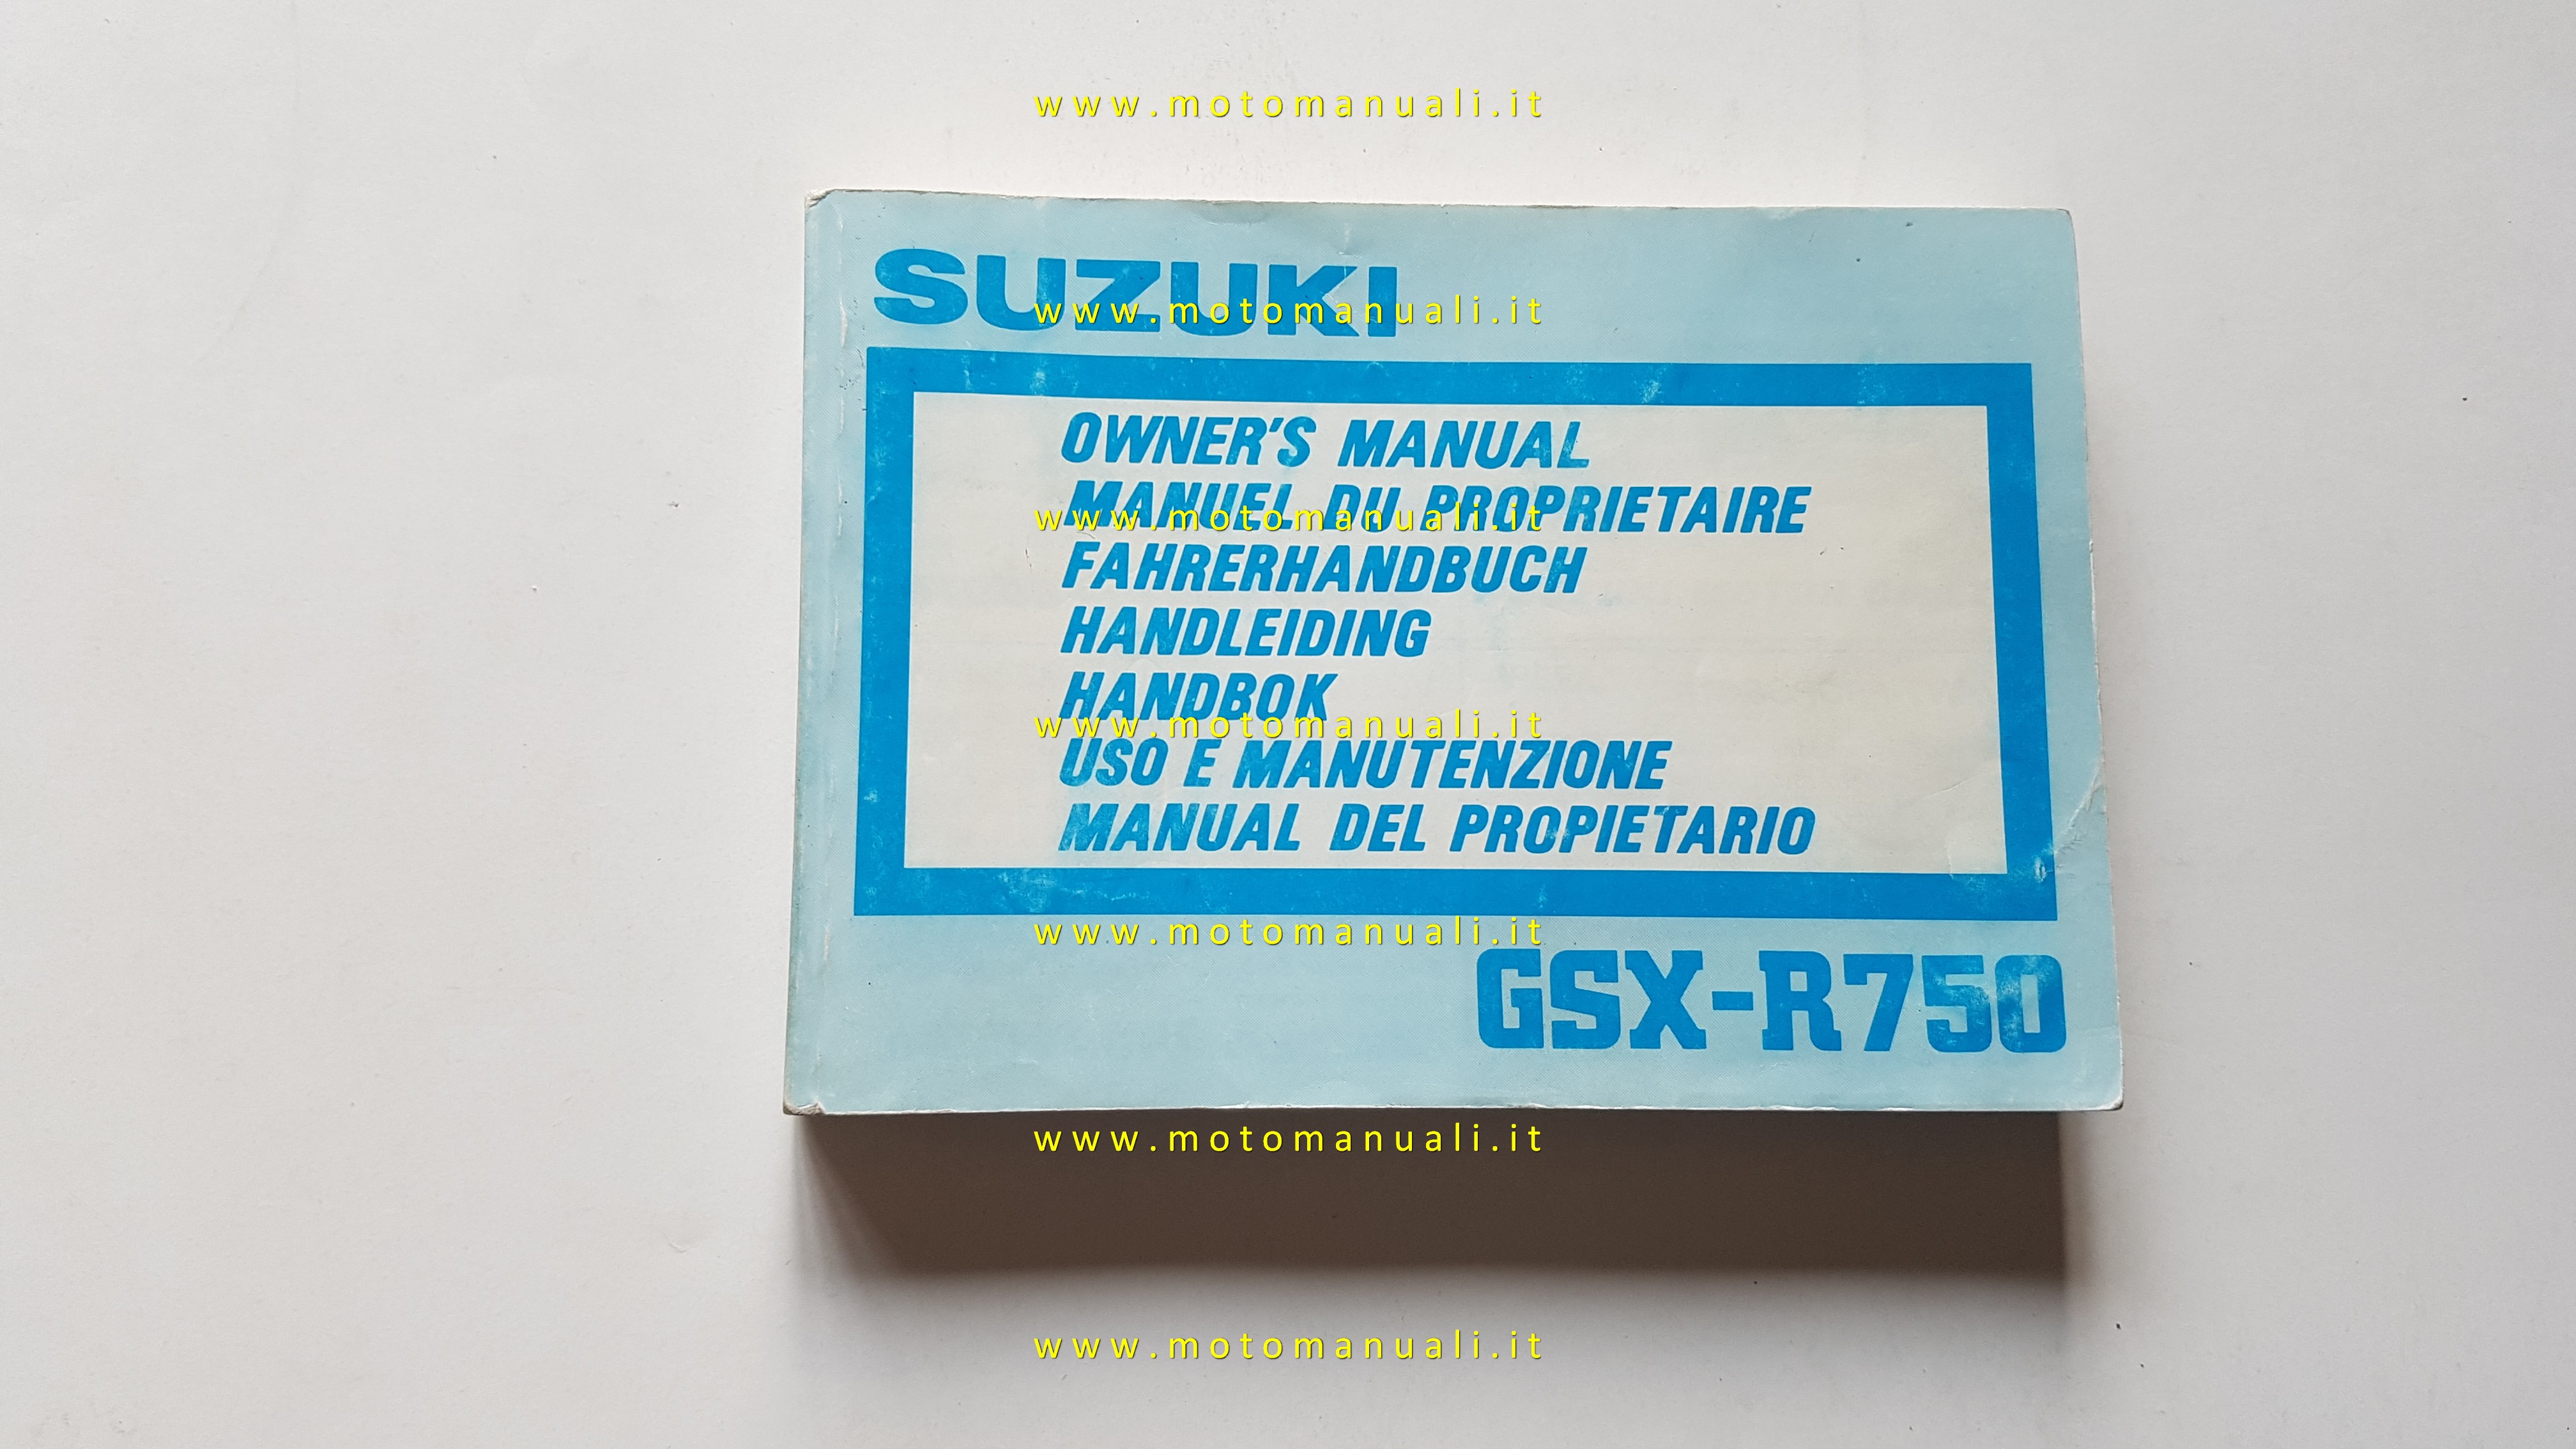 www.motomanuali.it
SUZUKI
www.motomanuali.it
OWNER'S MANUAL
MANUEL DU PROPRIETAIRE
www.motomanuali.it
FAHRERHANDBUCH
HANDLEIDING
HANDBOK
www.motomanuali.it
USO E MANUTENZIONE
MANUAL DEL PROPIETARIO
www.motomanuali.it
GSX-R750
www.motomanuali.it
www.motomanuali.it